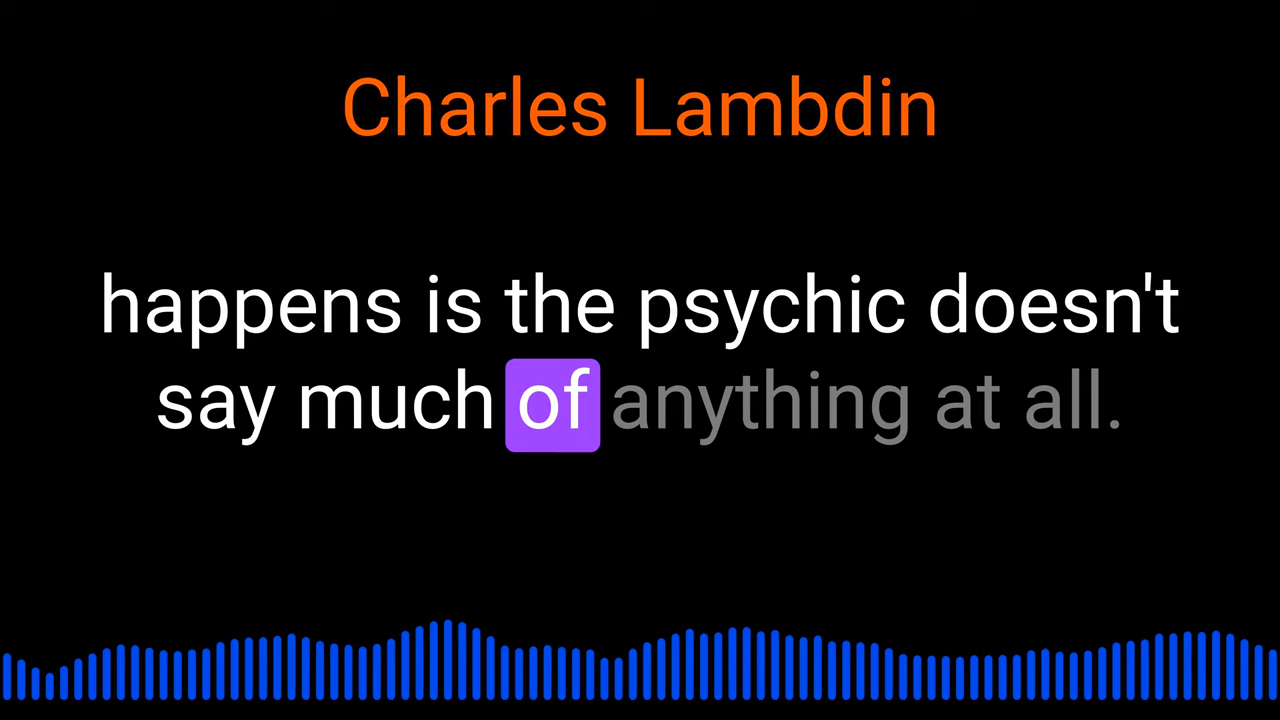 Charles Lambdin
happens is the psychic doesn't
say much of anything at all.